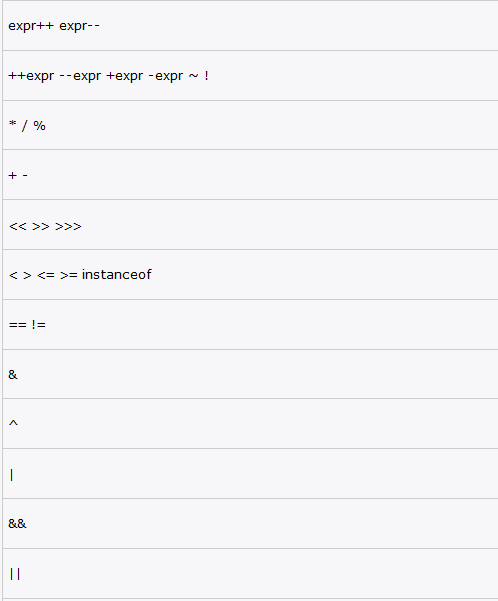 expr++ expr--
++expr --expr +expr -expr ~ !
* / %
+ -
<< >> >>>
< > <= >= instanceof
== !=
&
^
|
&&
||